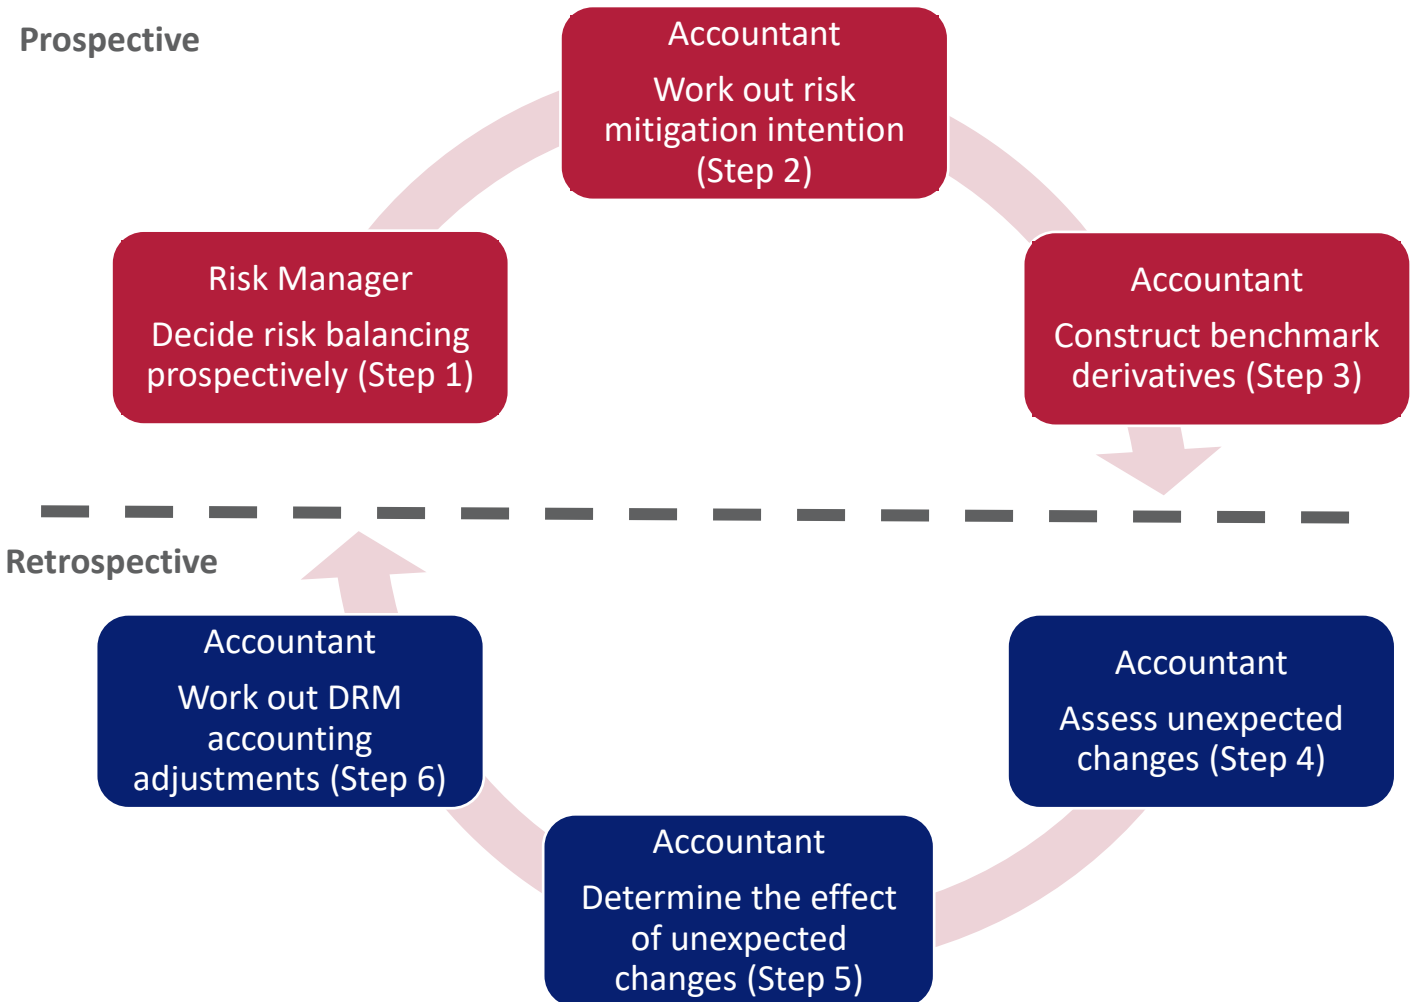 Prospective
Accountant
Work out risk
mitigation intention
(Step 2)
Risk Manager
Decide risk balancing
prospectively (Step 1)
Accountant
Construct benchmark
derivatives (Step 3)
Retrospective
Accountant
Work out DRM
accounting
adjustments (Step 6)
Accountant
Assess unexpected
changes (Step 4)
Accountant
Determine the effect
of unexpected
changes (Step 5)